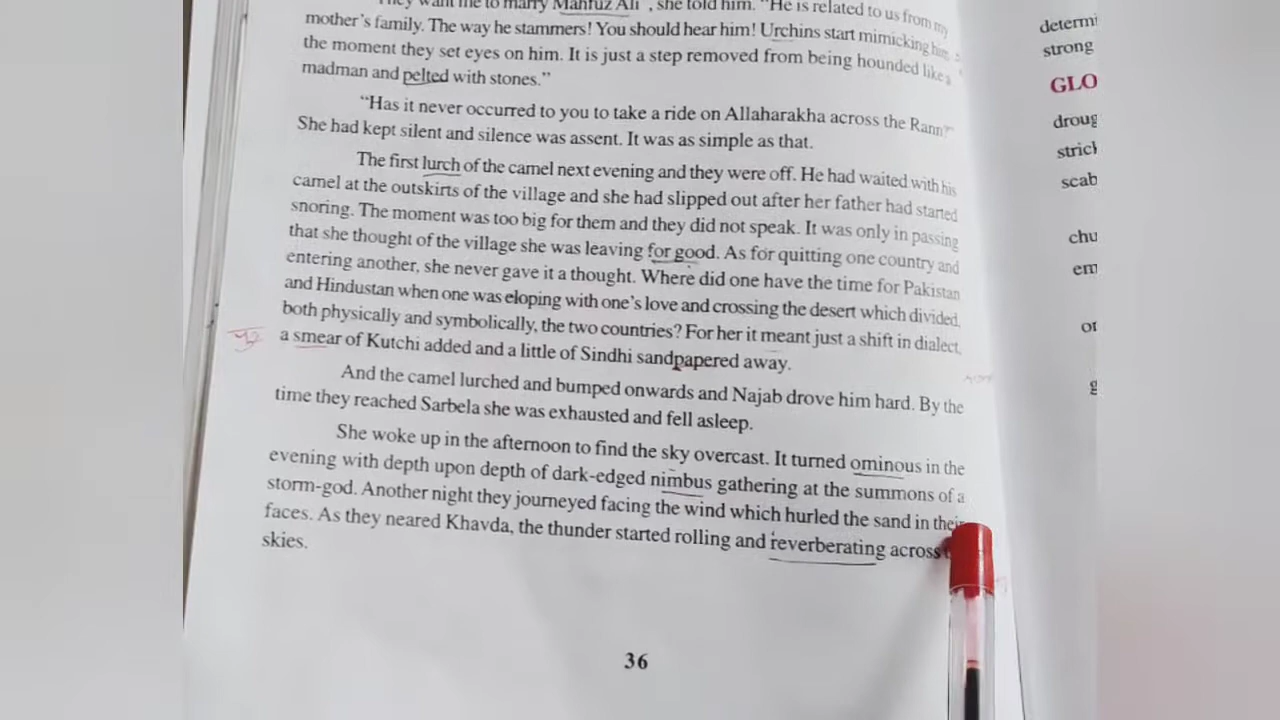 They want me to marry Mahfuz Ali", she told him. "He is related to us from my
mother's family. The way he stammers! You should hear him! Urchins start mimicking him
the moment they set eyes on him. It is just a step removed from being hounded like a
madman and pelted with stones."
"Has it never occurred to you to take a ride on Allaharakha across the Rann?"
She had kept silent and silence was assent. It was as simple as that.
The first lurch of the camel next evening and they were off. He had waited with his
camel at the outskirts of the village and she had slipped out after her father had started
snoring. The moment was too big for them and they did not speak. It was only in passing
that she thought of the village she was leaving for good. As for quitting one country and
entering another, she never gave it a thought. Where did one have the time for Pakistan
and Hindustan when one was eloping with one's love and crossing the desert which divided,
both physically and symbolically, the two countries? For her it meant just a shift in dialect,
a smear of Kutchi added and a little of Sindhi sandpapered away.
And the camel lurched and bumped onwards and Najab drove him hard. By the
time they reached Sarbela she was exhausted and fell asleep.
She woke up in the afternoon to find the sky overcast. It turned ominous in the
evening with depth upon depth of dark-edged nimbus gathering at the summons of a
storm-god. Another night they journeyed facing the wind which hurled the sand in their
faces. As they neared Khavda, the thunder started rolling and reverberating across
skies.
36
determi
strong
GLO
droug
strick
scab
chu
em
or
g